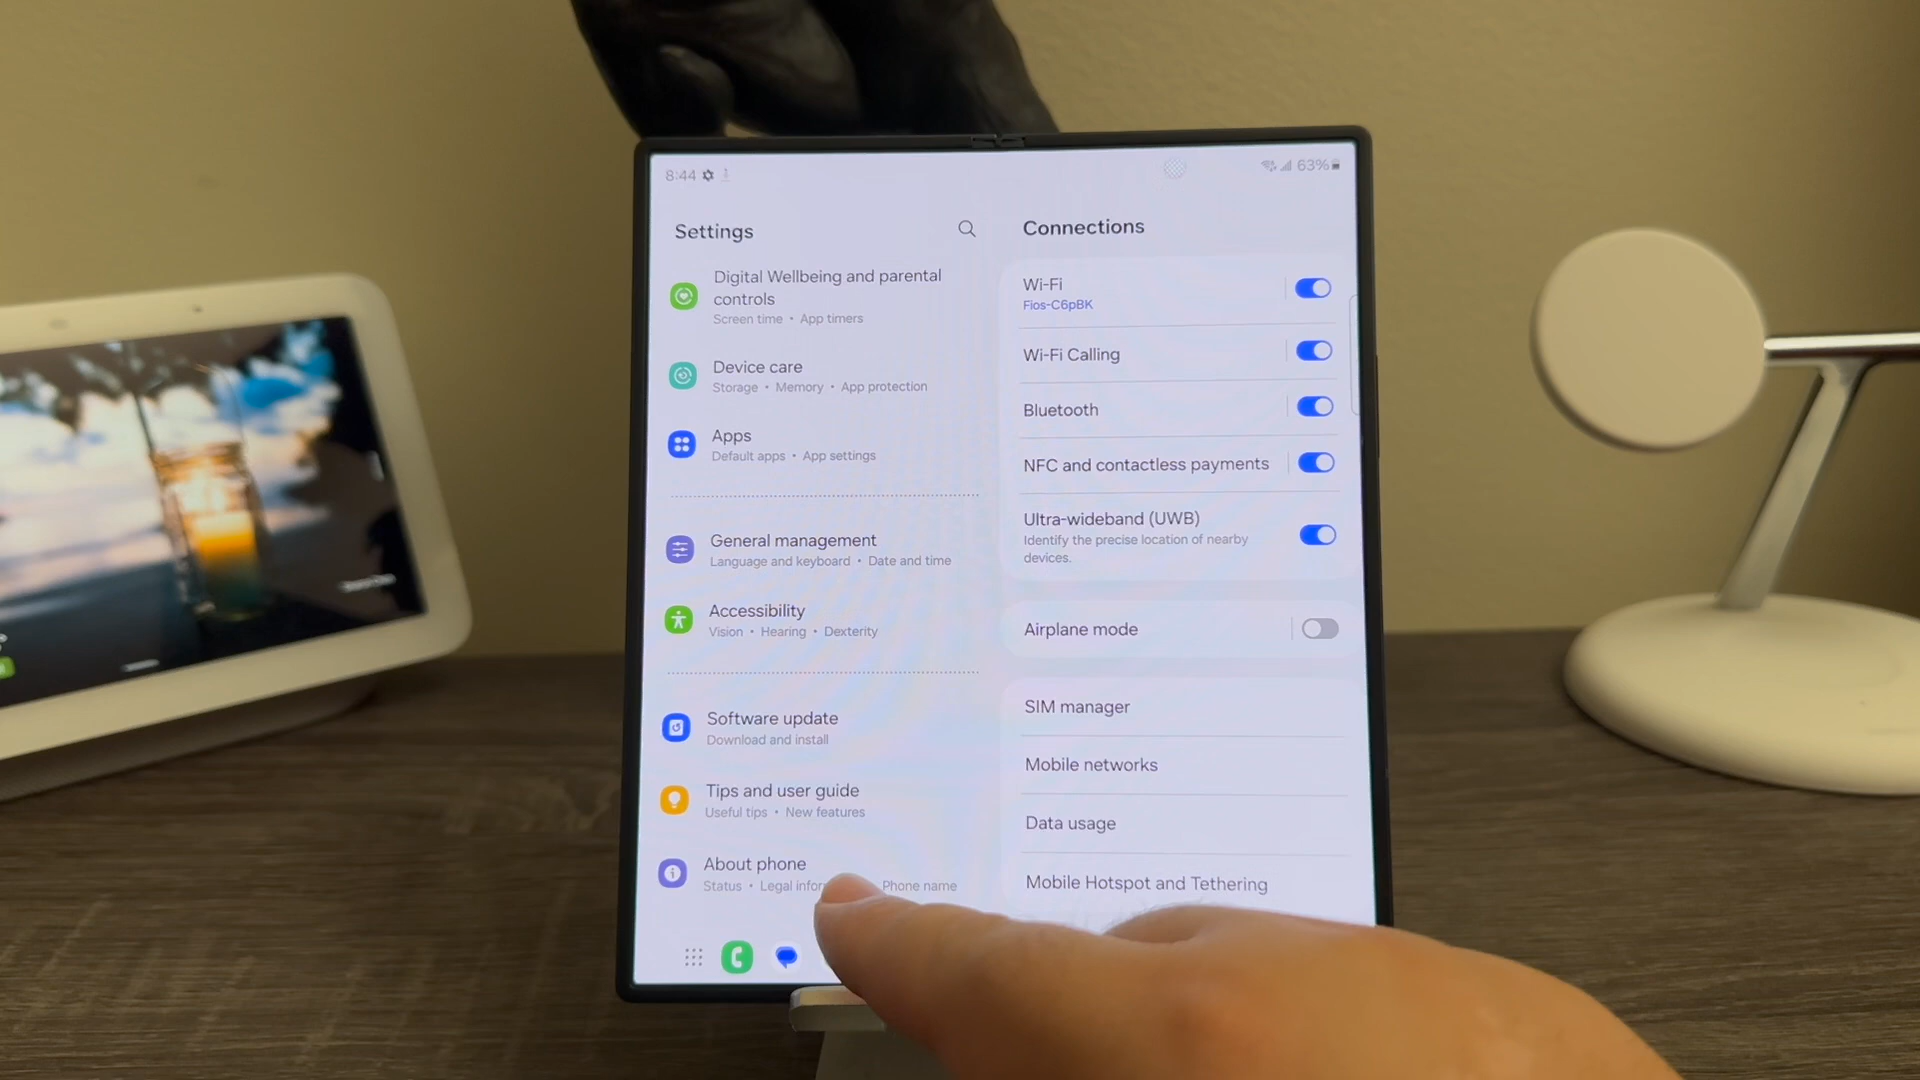 8:44
63%
Settings
Digital Wellbeing and parental
controls
Screen time • App timers
Device care
Storage • Memory • App protection
Apps
Default apps • App settings
General management
Language and keyboard • Date and time
Accessibility
Vision • Hearing • Dexterity
Software update
Download and install
Tips and user guide
Useful tips • New features
About phone
Status • Legal infor Phone name
Connections
Wi-Fi
Fios-C6pBK
Wi-Fi Calling
Bluetooth
NFC and contactless payments
Ultra-wideband (UWB)
Identify the precise location of nearby
devices.
Airplane mode
SIM manager
Mobile networks
Data usage
Mobile Hotspot and Tethering